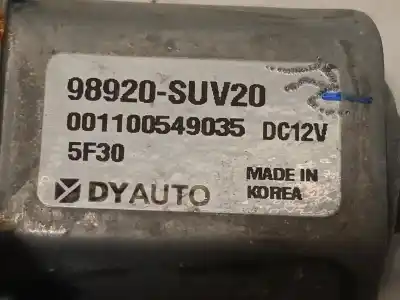 98920-SUV20
001100549035 DC12V
5F30
MADE IN
KOREA
DYAUTO